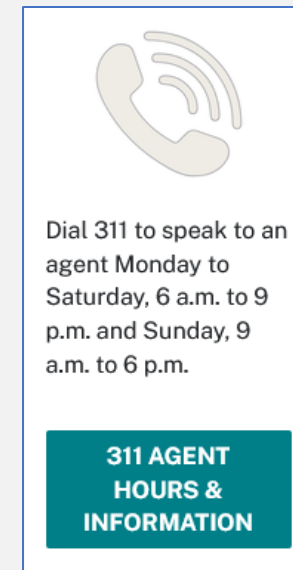 Dial 311 to speak to an
agent Monday to
Saturday, 6 a.m. to 9
p.m. and Sunday, 9
a.m. to 6 p.m.
311 AGENT
HOURS &
INFORMATION